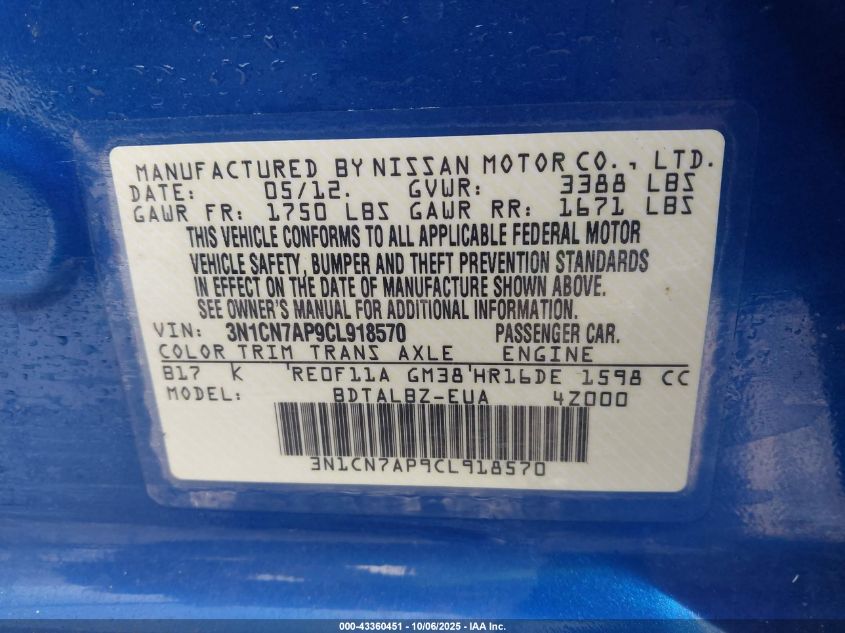 MANUFACTURED BY NISSAN MOTOR CO., LTD.
DATE: 05/12. GVWR: 3388 LBS
GAWR FR: 1750 LBS GAWR RR: 1671 LBS
THIS VEHICLE CONFORMS TO ALL APPLICABLE FEDERAL MOTOR
VEHICLE SAFETY, BUMPER AND THEFT PREVENTION STANDARDS
IN EFFECT ON THE DATE OF MANUFACTURE SHOWN ABOVE.
SEE OWNER'S MANUAL FOR ADDITIONAL INFORMATION.
VIN: 3N1CN7AP9CL918570 PASSENGER CAR.
COLOR TRIM TRANS AXLE ENGINE
B17 K RE0F11A GM38 HR16DE 1598 CC
MODEL: BDTALBZ-EUA 4Z000
3N1CN7AP9CL918570
000-43360451 - 10/06/2025 - IAA Inc.